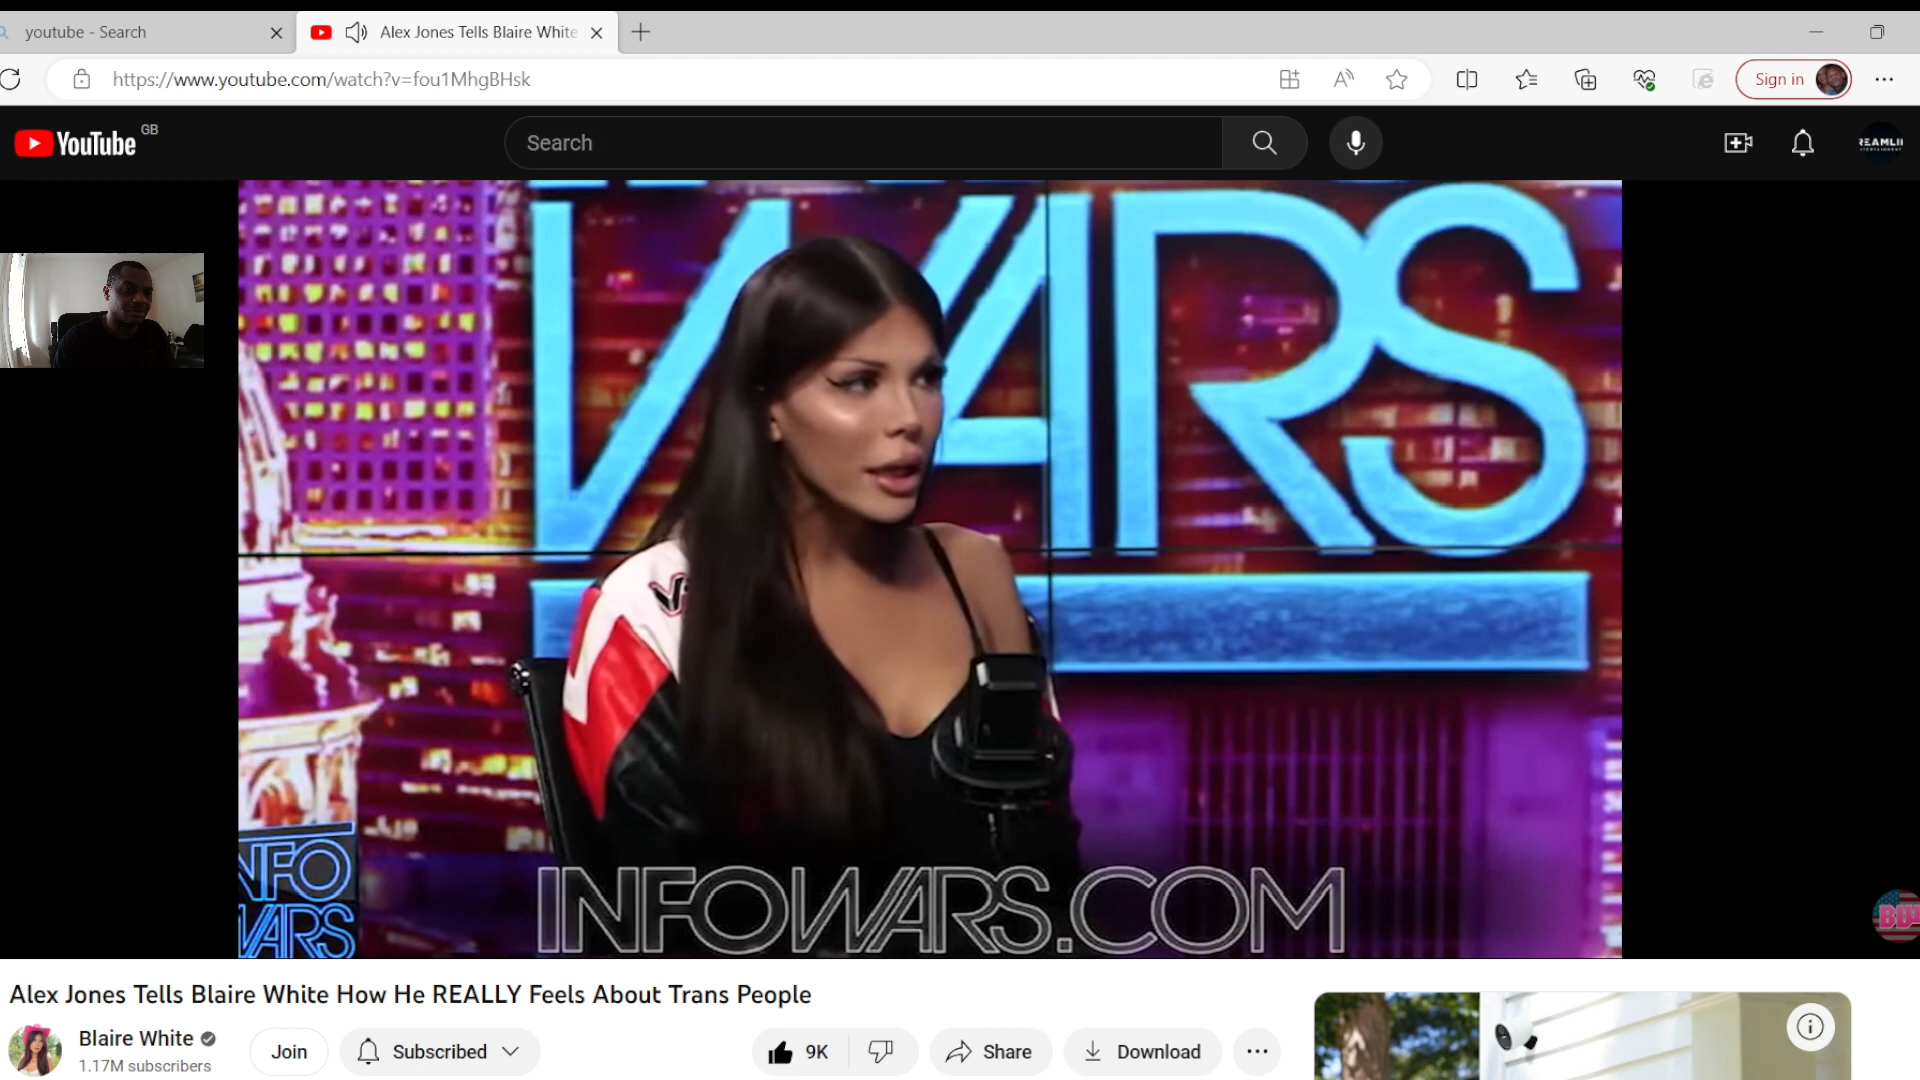 youtube - Search
Alex Jones Tells Blaire White
https://www.youtube.com/watch?v=fou1MhgBHsk
Sign in
YouTube GB
Search
WARS
INFO
WARS
INFOWARS.COM
Alex Jones Tells Blaire White How He REALLY Feels About Trans People
Blaire White
1.17M subscribers
Join
Subscribed
9K
Share
Download